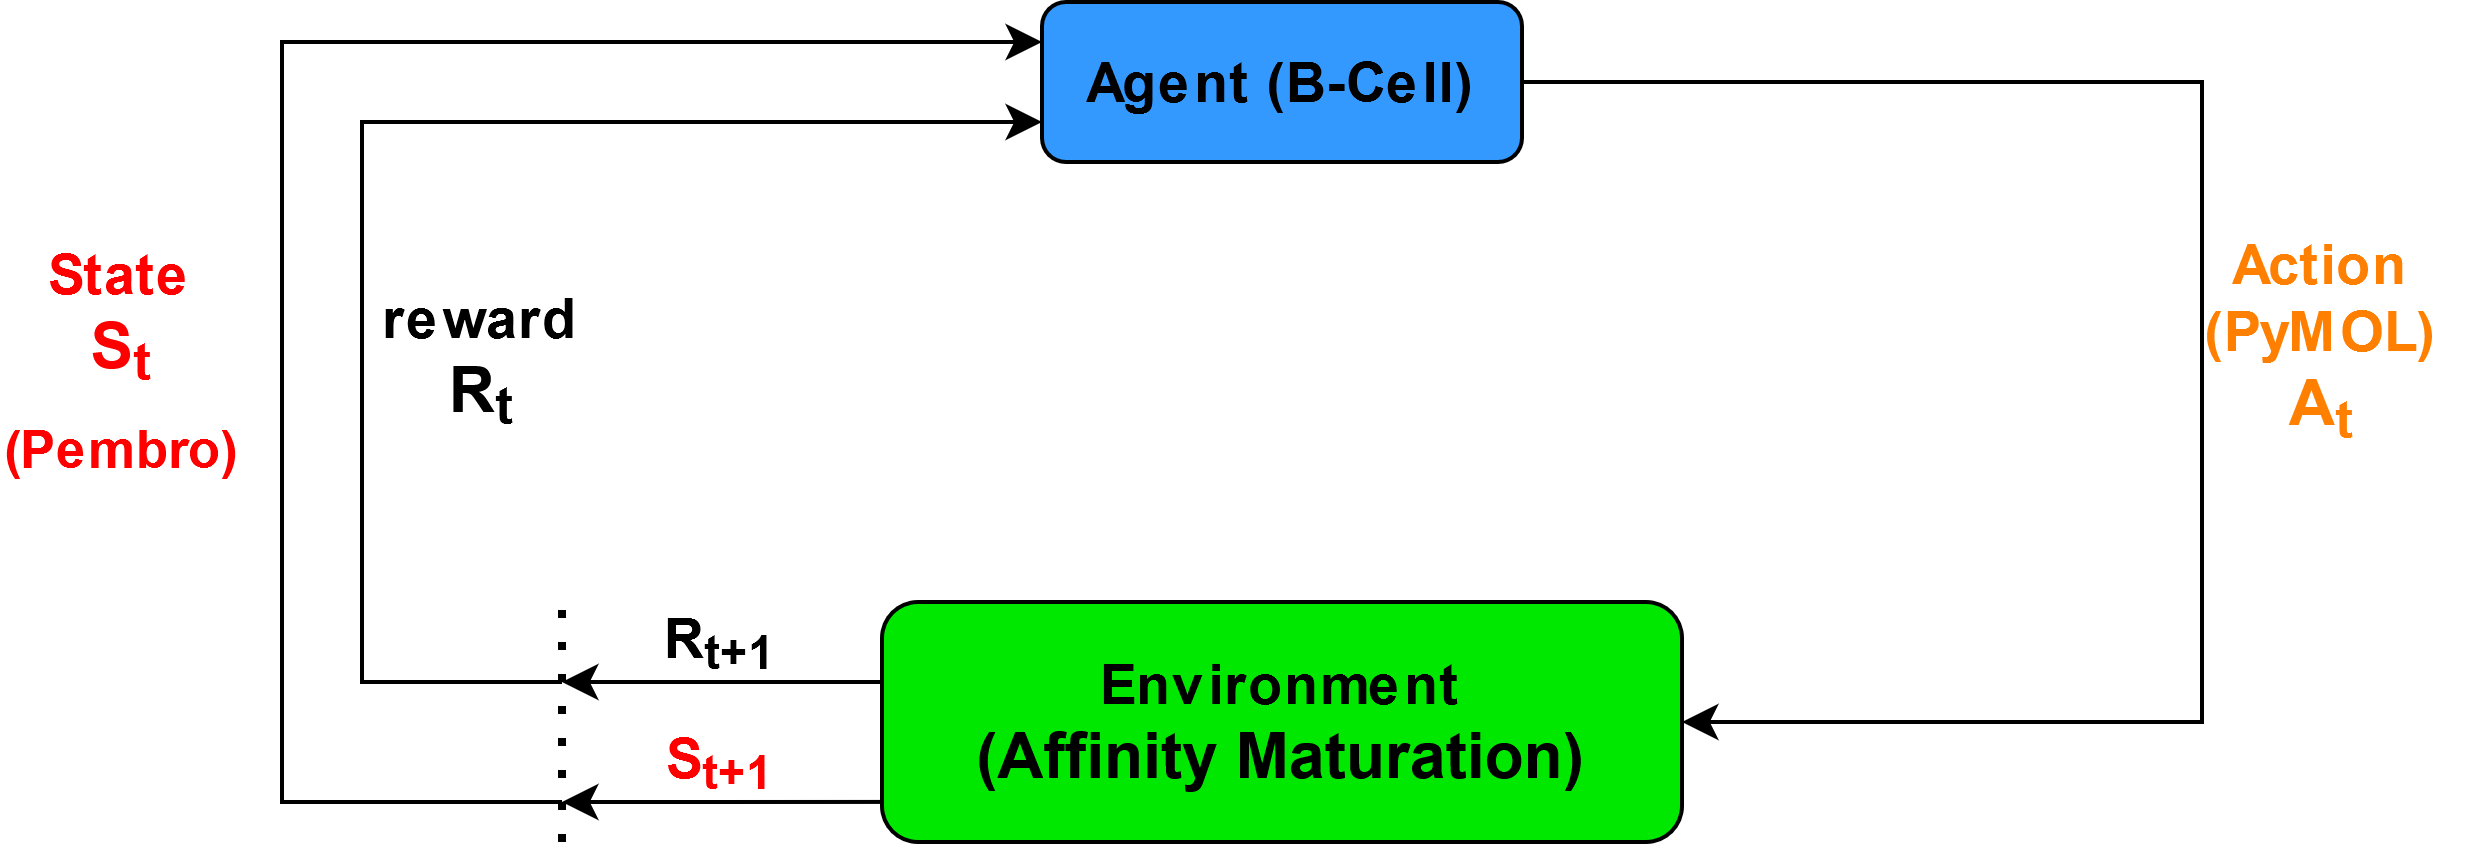 Agent (B-Cell)
State
St
(Pembro)
reward
Rt
Action
(PyMOL)
At
Rt+1
St+1
Environment
(Affinity Maturation)